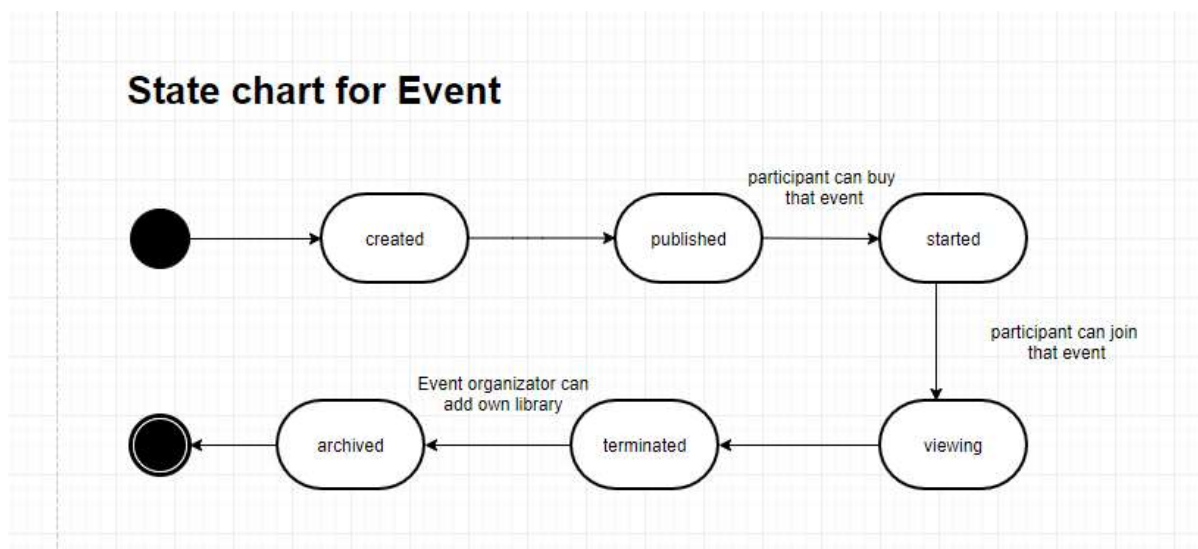 State chart for Event
participant can buy
that event
created
published
started
participant can join
that event
Event organizator can
add own library
archived
terminated
viewing